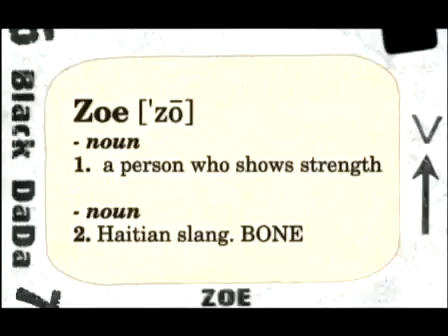 Zoe ['zō]
- noun
1. a person who shows strength
- noun
2. Haitian slang. BONE
ZOE
Black DaDa